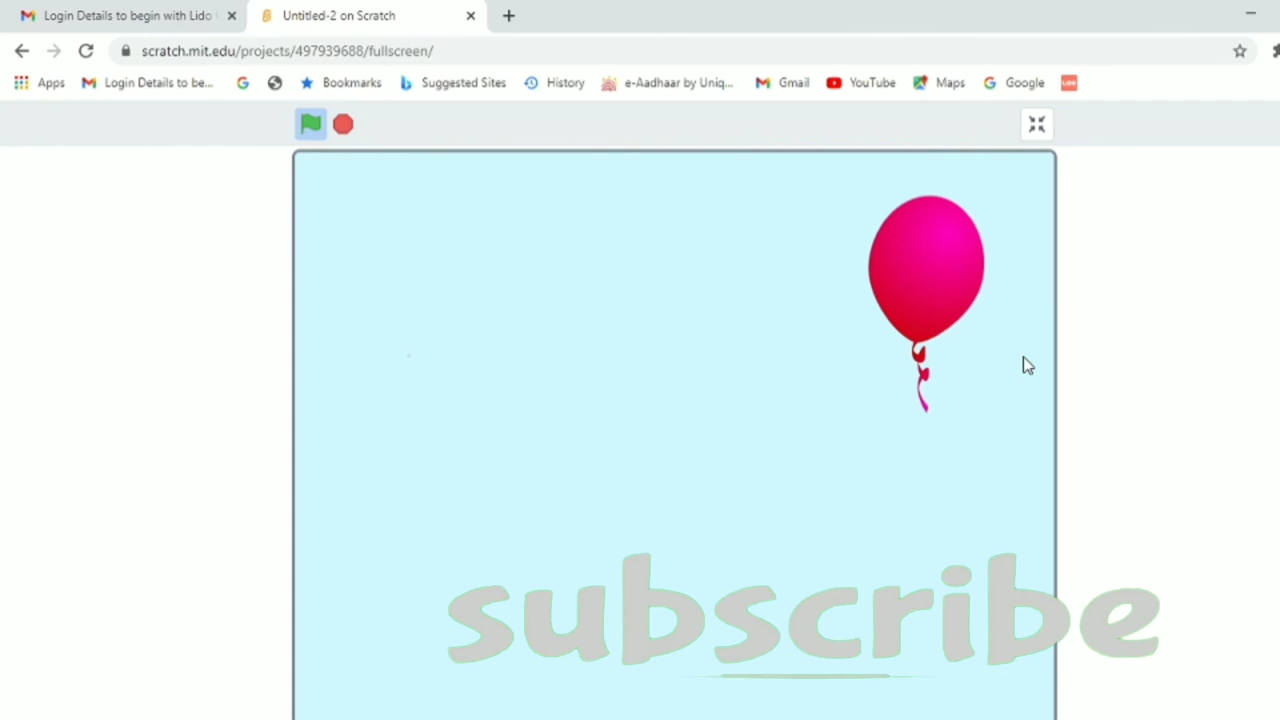 Login Details to begin with Lido
Untitled-2 on Scratch
scratch.mit.edu/projects/497939688/fullscreen/
Apps
Login Details to be...
Bookmarks
Suggested Sites
History
e-Aadhaar by Uniq...
Gmail
YouTube
Maps
Google
LIDO
subscribe